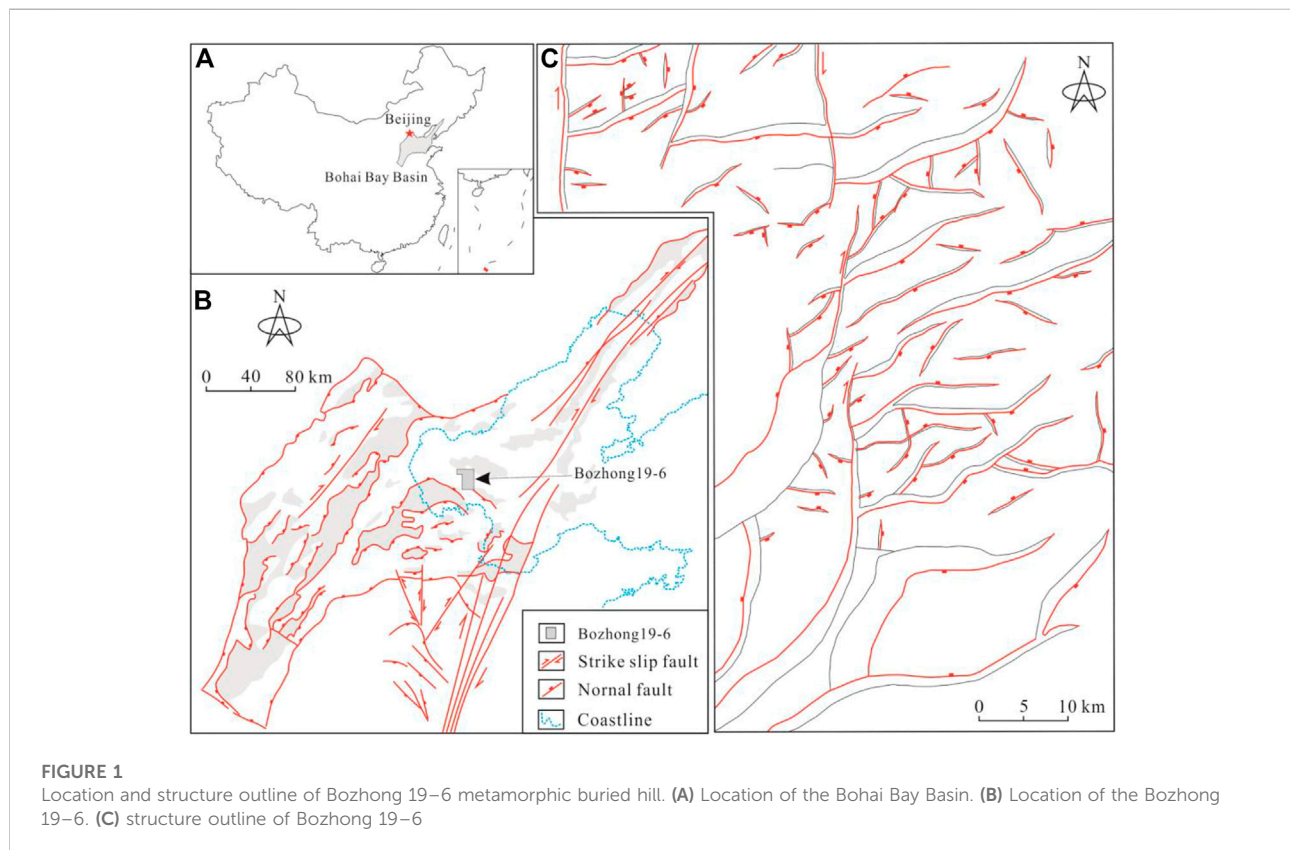 A
Beijing
Bohai Bay Basin
B
N
0 40 80 km
Bozhong19-6
Bozhong19-6
Strike slip fault
Nornal fault
Coastline
C
N
0 5 10 km
FIGURE 1
Location and structure outline of Bozhong 19–6 metamorphic buried hill. (A) Location of the Bohai Bay Basin. (B) Location of the Bozhong
19–6. (C) structure outline of Bozhong 19–6